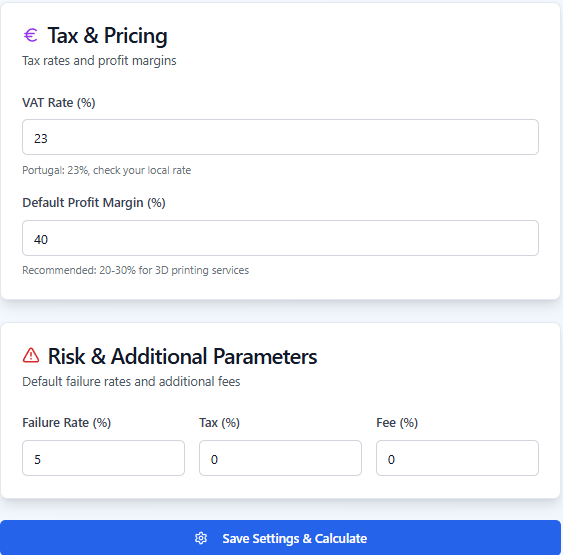 € Tax & Pricing
Tax rates and profit margins
VAT Rate (%)
23
Portugal: 23%, check your local rate
Default Profit Margin (%)
40
Recommended: 20-30% for 3D printing services
Risk & Additional Parameters
Default failure rates and additional fees
Failure Rate (%) Tax (%) Fee (%)
5 0 0
Save Settings & Calculate